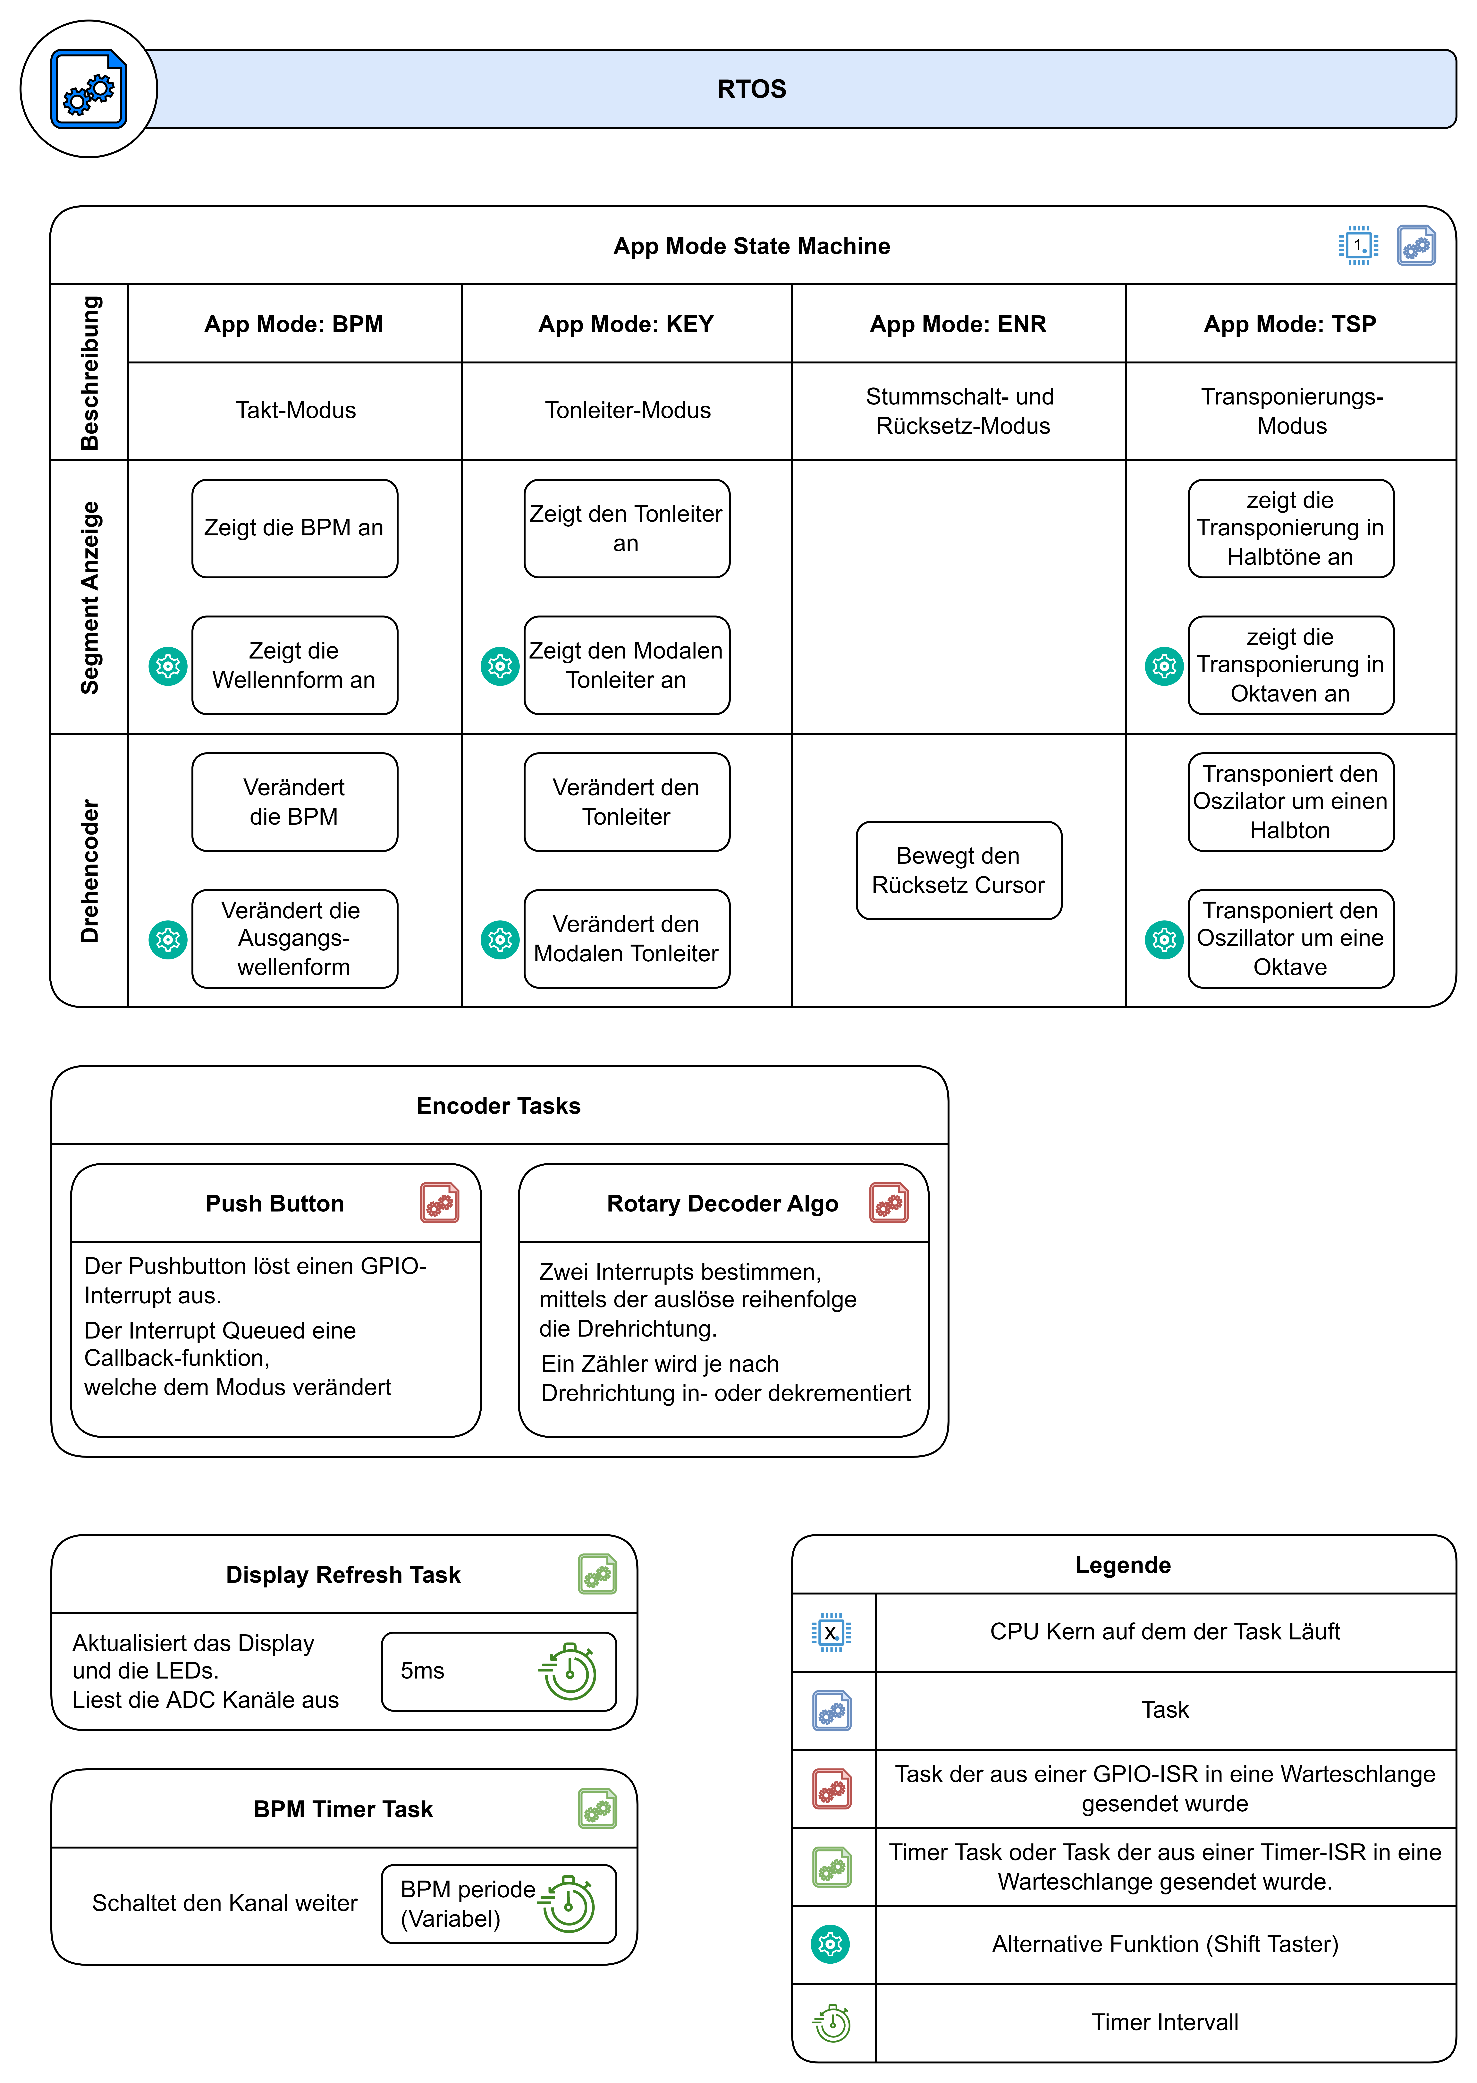 RTOS
App Mode State Machine
1.
Beschreibung
App Mode: BPM
App Mode: KEY
App Mode: ENR
App Mode: TSP
Takt-Modus
Tonleiter-Modus
Stummschalt- und
Rücksetz-Modus
Transponierungs-
Modus
Segment Anzeige
Zeigt die BPM an
Zeigt den Tonleiter
an
zeigt die
Transponierung in
Halbtöne an
Zeigt die
Wellennform an
Zeigt den Modalen
Tonleiter an
zeigt die
Transponierung in
Oktaven an
Drehencoder
Verändert
die BPM
Verändert den
Tonleiter
Bewegt den
Rücksetz Cursor
Transponiert den
Oszilator um einen
Halbton
Verändert die
Ausgangs-
wellenform
Verändert den
Modalen Tonleiter
Transponiert den
Oszillator um eine
Oktave
Encoder Tasks
Push Button
Der Pushbutton löst einen GPIO-
Interrupt aus.
Der Interrupt Queued eine
Callback-funktion,
welche dem Modus verändert
Rotary Decoder Algo
Zwei Interrupts bestimmen,
mittels der auslöse reihenfolge
die Drehrichtung.
Ein Zähler wird je nach
Drehrichtung in- oder dekrementiert
Display Refresh Task
Aktualisiert das Display
und die LEDs.
Liest die ADC Kanäle aus
5ms
BPM Timer Task
Schaltet den Kanal weiter
BPM periode
(Variabel)
Legende
X.
CPU Kern auf dem der Task Läuft
Task
Task der aus einer GPIO-ISR in eine Warteschlange
gesendet wurde
Timer Task oder Task der aus einer Timer-ISR in eine
Warteschlange gesendet wurde.
Alternative Funktion (Shift Taster)
Timer Intervall